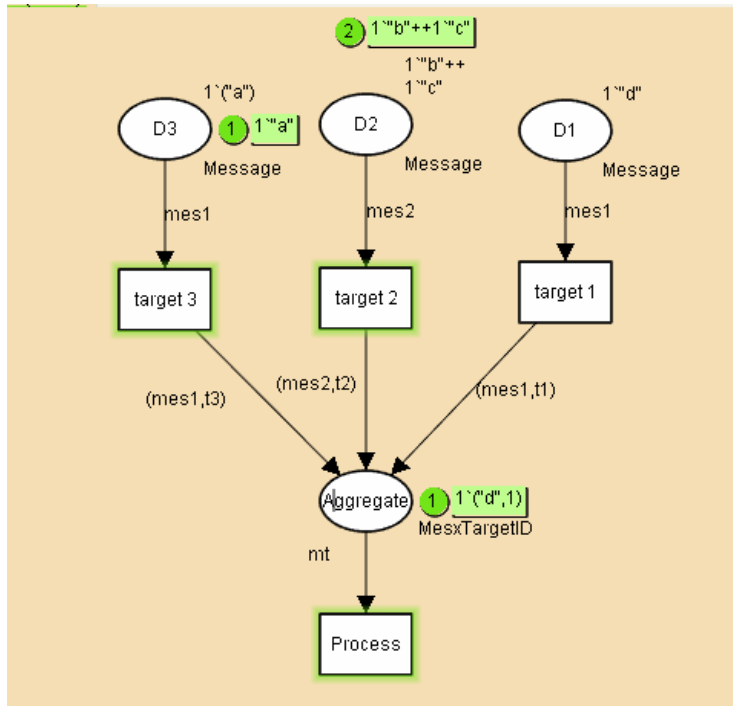 2 1`"b"++1`"c"
1`"b"++
1`"c"
1`("a")
1`"d"
D3
1 1`"a"
D2
D1
Message
Message
Message
mes1
mes2
mes1
target 3
target 2
target 1
(mes1,t3)
(mes2,t2)
(mes1,t1)
Aggregate
1 1`("d",1)
MesxTargetID
mt
Process